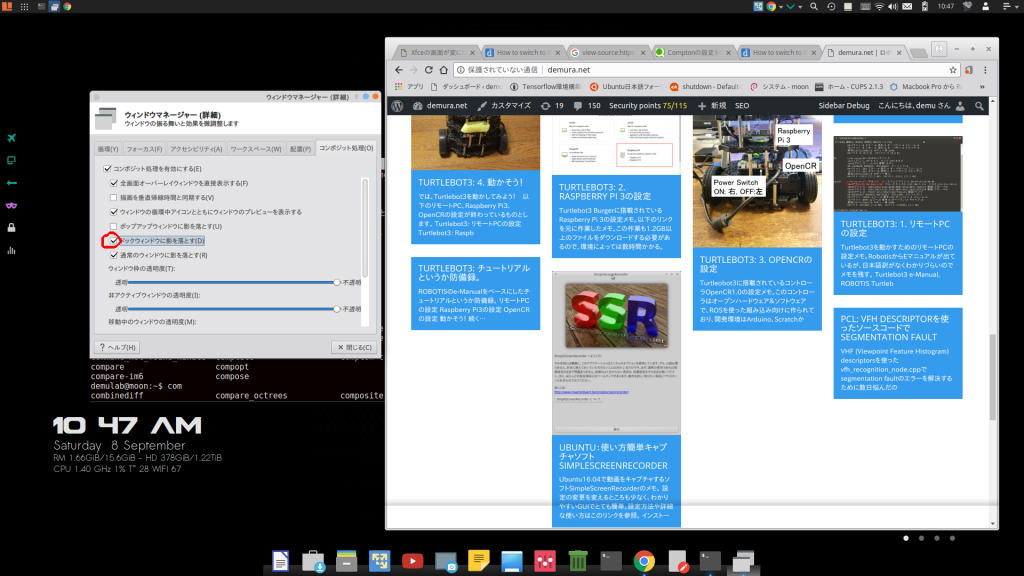 10:47
Xfceの画面が変に
How to switch to
view-source:https
Comptonの設定を
How to switch to
demura.net | ロボ
保護されていない通信 | demura.net
アプリ
ダッシュボード ‹ demu
Tensorflow環境構築
Ubuntu日本語フォー
shutdown - Default
システム - moon
ホーム - CUPS 2.1.3
Macbook Pro から R
demura.net
カスタマイズ
19
150
Security points 75/115
新規
SEO
Sidebar Debug
こんにちは, demu さん
ウィンドウマネージャー (詳細)
ウィンドウマネージャー (詳細)
ウィンドウの振る舞いと効果を微調整します
循環(Y)
フォーカス(F)
アクセシビリティ(A)
ワークスペース(W)
配置(P)
コンポジット処理(O)
コンポジット処理を有効にする(E)
全画面オーバーレイウィンドウを直接表示する(F)
描画を垂直帰線時間と同期する(V)
ウィンドウの循環中アイコンとともにウィンドウのプレビューを表示する
ポップアップウィンドウに影を落とす(U)
ドックウィンドウに影を落とす(D)
通常のウィンドウに影を落とす(R)
ウィンドウ枠の透明度(T):
透明
不透明
非アクティブウィンドウの透明度(I):
透明
不透明
移動中のウィンドウの透明度(M):
ヘルプ(H)
閉じる(C)
compare
compopt
compare-im6
compose
demulab@moon:~$ com
combinediff
compare_octrees
composite
10 47 AM
Saturday 8 September
RM 1.66GiB/15.6GiB - HD 378GiB/1.22TiB
CPU 1.40 GHz 1% T° 28 WIFI 67
TURTLEBOT3: 4. 動かそう!
では、Turtlebot3を動かしてみよう! 以
下のリモートPC, Raspberry Pi3,
OpenCRの設定が終わっているものとし
ます。Turtlebot3: リモートPCの設定
Turtlebot3: Raspb
TURTLEBOT3: チュートリアル
というか防備録。
ROBOTISのe-Manualをベースにしたチ
ュートリアルというか防備録。リモートPC
の設定 Raspberry Pi3の設定 OpenCR
の設定 動かそう! 続く…
TURTLEBOT3: 2.
RASPBERRY PI 3の設定
Turtlebot3 Burgerに搭載されている
Raspberry Pi 3の設定メモ。以下のリンク
を元に作業したメモ。この作業も1.2GB以
上のファイルをダウンロードする必要があ
るので、環境によっては数時間かかる。
SSR
UBUNTU：使い方簡単キャプ
チャソフト
SIMPLESCREENRECORDER
Ubuntu16.04で動画をキャプチャするソ
フトSimpleScreenRecorderのメモ。設
定の変更を変えるところも少なく、わかり
やすいGUIでとても簡単。設定方法や詳細
な使い方はこのリンクを参照。インストー
Raspberry
Pi 3
OpenCR
Power Switch
ON: 右, OFF:左
TURTLEBOT3: 3. OPENCRの
設定
Turtleobot3に搭載されているコントロー
ラOpenCR1.0の設定メモ。このコントロー
ラはオープンハードウェア＆ソフトウェア
で、ROSを使った組み込み向けに作られてお
り、開発環境はArduino, Scratchか
TURTLEBOT3: 1. リモートPC
の設定
Turtlebot3を動かすためのリモートPCの
設定メモ。RobotisからEマニュアルが出て
いるが、日本語訳がなくわかりづらいので
メモを残す。Turtlebot3 e-Manual,
ROBOTIS Turtleb
PCL: VFH DESCRIPTORを使
ったソースコードで
SEGMENTATION FAULT
VHF (Viewpoint Feature Histogram)
descriptorsを使った
vfh_recognition_node.cppで
segmentation faultのエラーを解決する
ために数日悩んだの